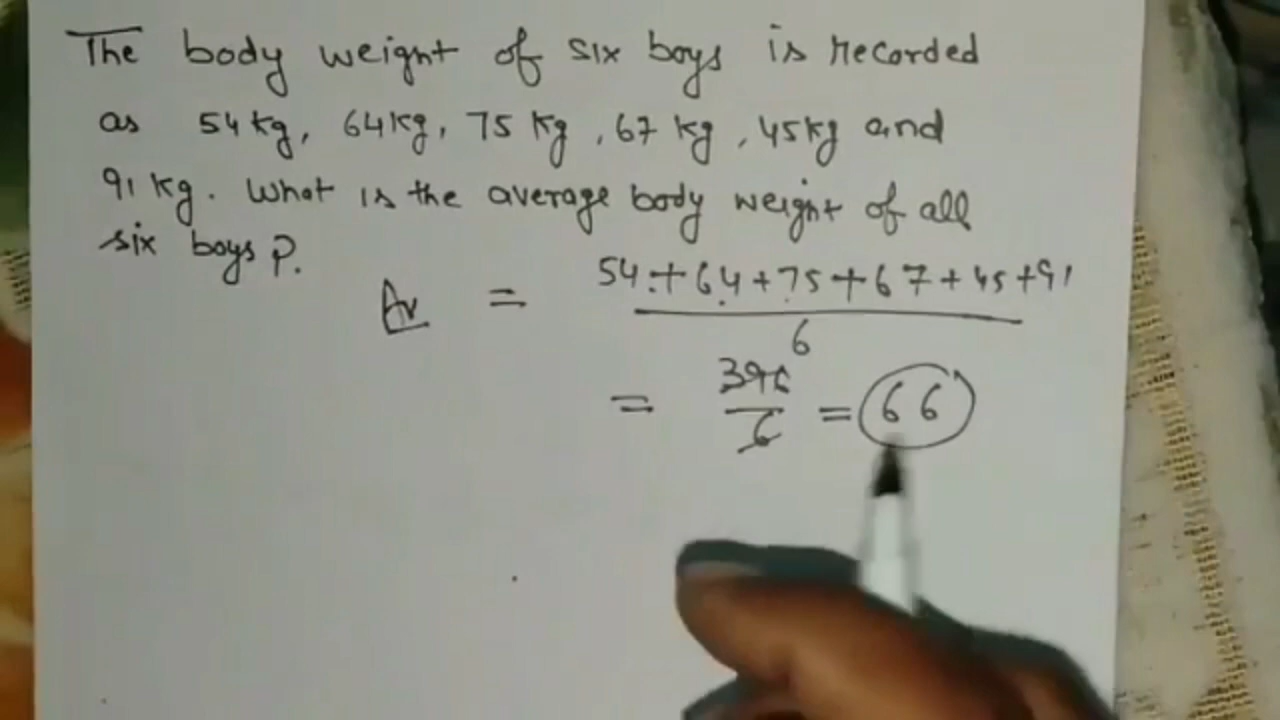 The body weight of six boys is recorded
as 54 kg, 64 kg, 75 kg, 67 kg, 45 kg and
91 kg. What is the average body weight of all
six boys ?.
Av = 54+64+75+67+45+91
6
= 396
6
= 66